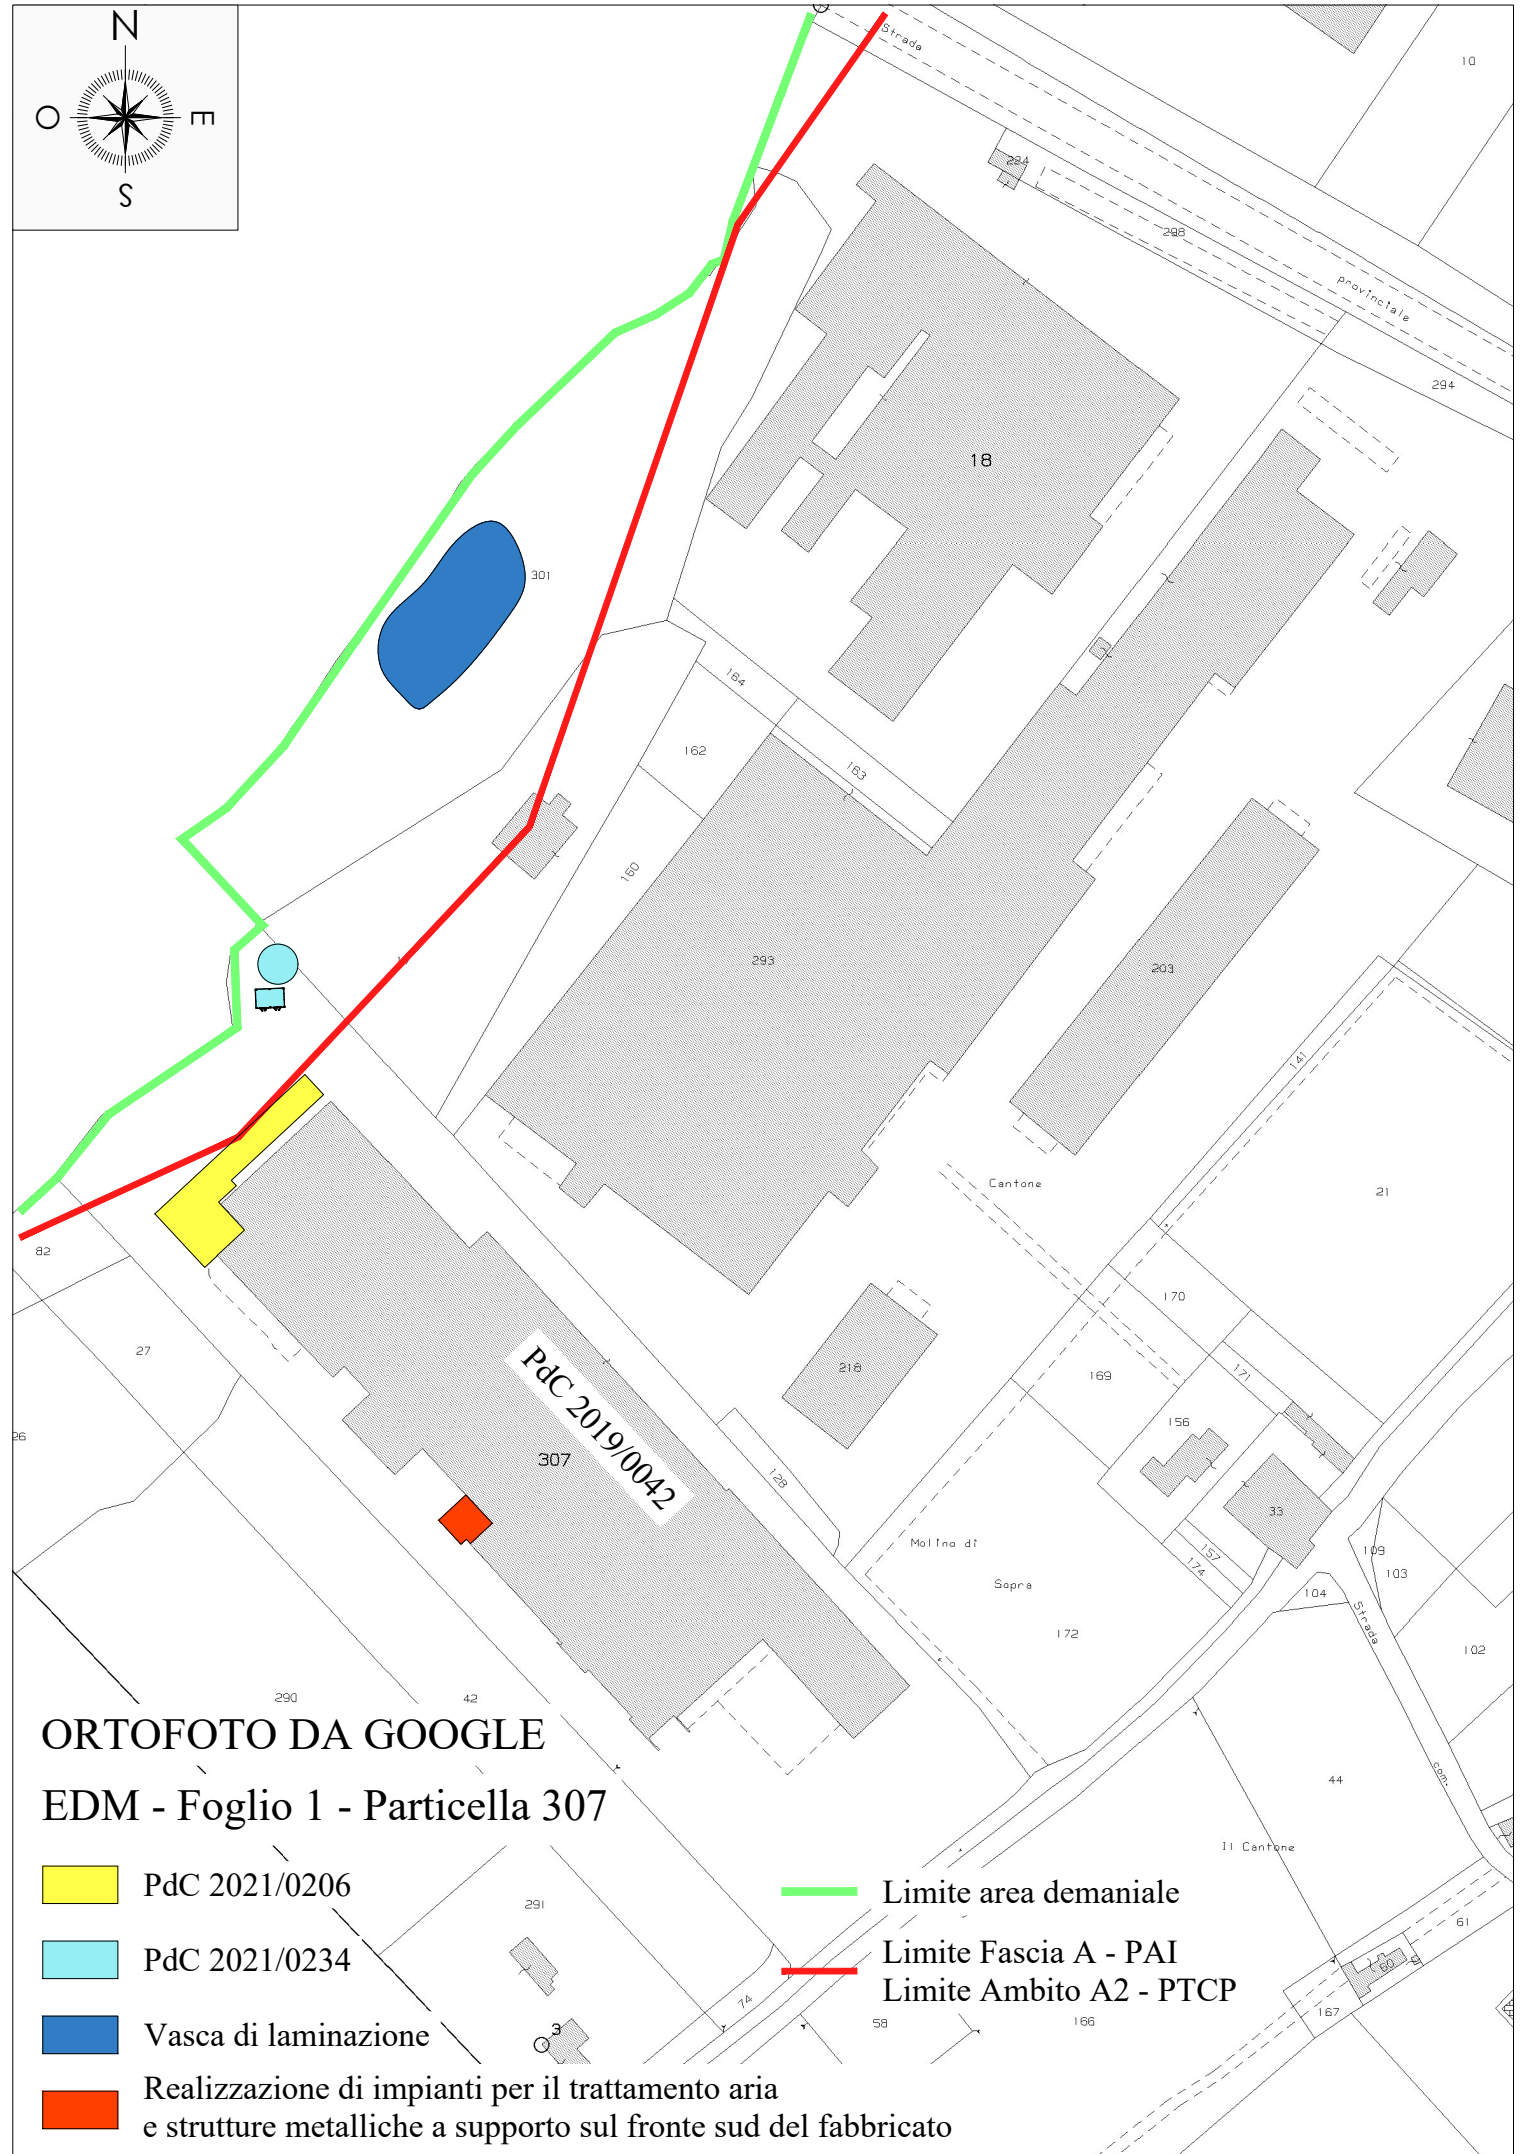 N
O
E
S
Strada
10
224
298
provinciale
294
18
301
164
162
163
160
293
203
141
Cantone
21
82
170
27
218
169
171
PdC 2019/0042
156
26
307
128
33
Molino di
157
109
174
103
Sopra
104
Strada
172
102
290
42
ORTOFOTO DA GOOGLE
com.
44
EDM - Foglio 1 - Particella 307
Il Cantone
PdC 2021/0206
Limite area demaniale
291
61
PdC 2021/0234
Limite Fascia A - PAI
60
Limite Ambito A2 - PTCP
74
167
58
166
3
Vasca di laminazione
Realizzazione di impianti per il trattamento aria
e strutture metalliche a supporto sul fronte sud del fabbricato